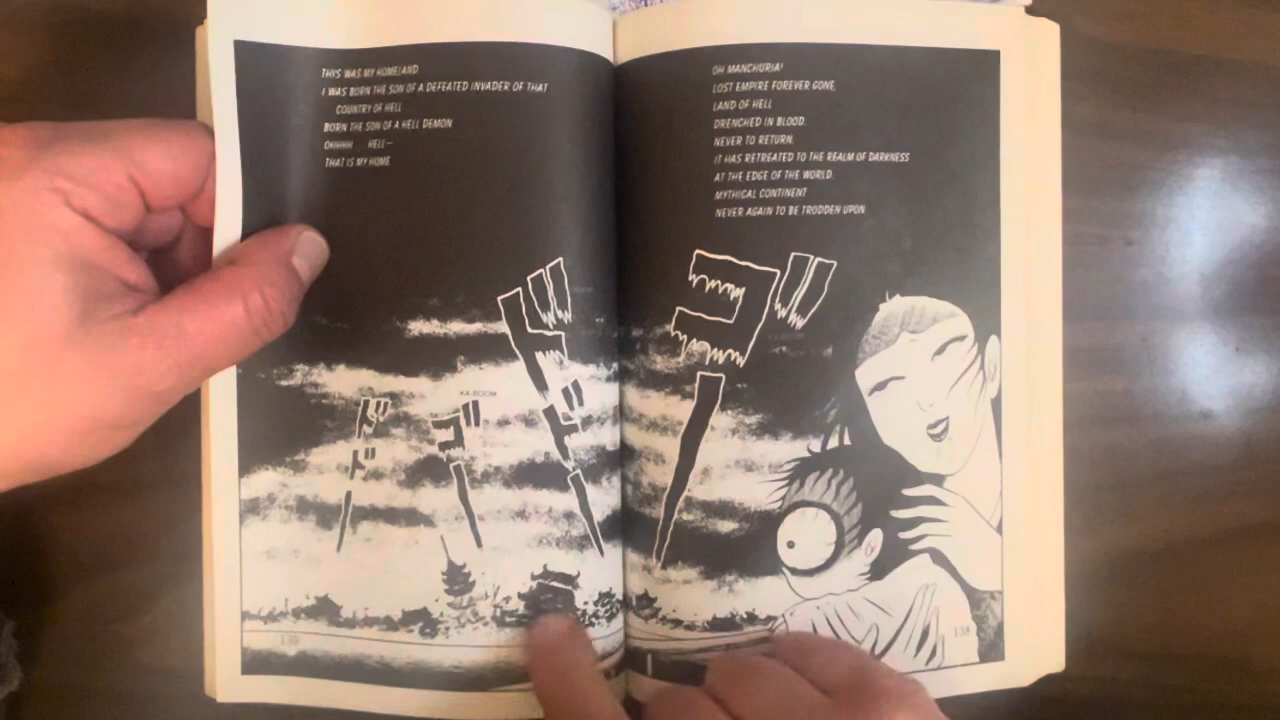 OH MANCHURIA!
LOST EMPIRE FOREVER GONE,
LAND OF HELL
DRENCHED IN BLOOD.
NEVER TO RETURN,
IT HAS RETREATED TO THE REALM OF DARKNESS
AT THE EDGE OF THE WORLD.
MYTHICAL CONTINENT
NEVER AGAIN TO BE TRODDEN UPON.
ゴー
138
THIS WAS MY HOMELAND.
I WAS BORN THE SON OF A DEFEATED INVADER OF THAT
COUNTRY OF HELL
BORN THE SON OF A HELL DEMON.
HELL—
THAT IS MY HOME.
ドドー
KA-BOOM
ゴー
ドドー